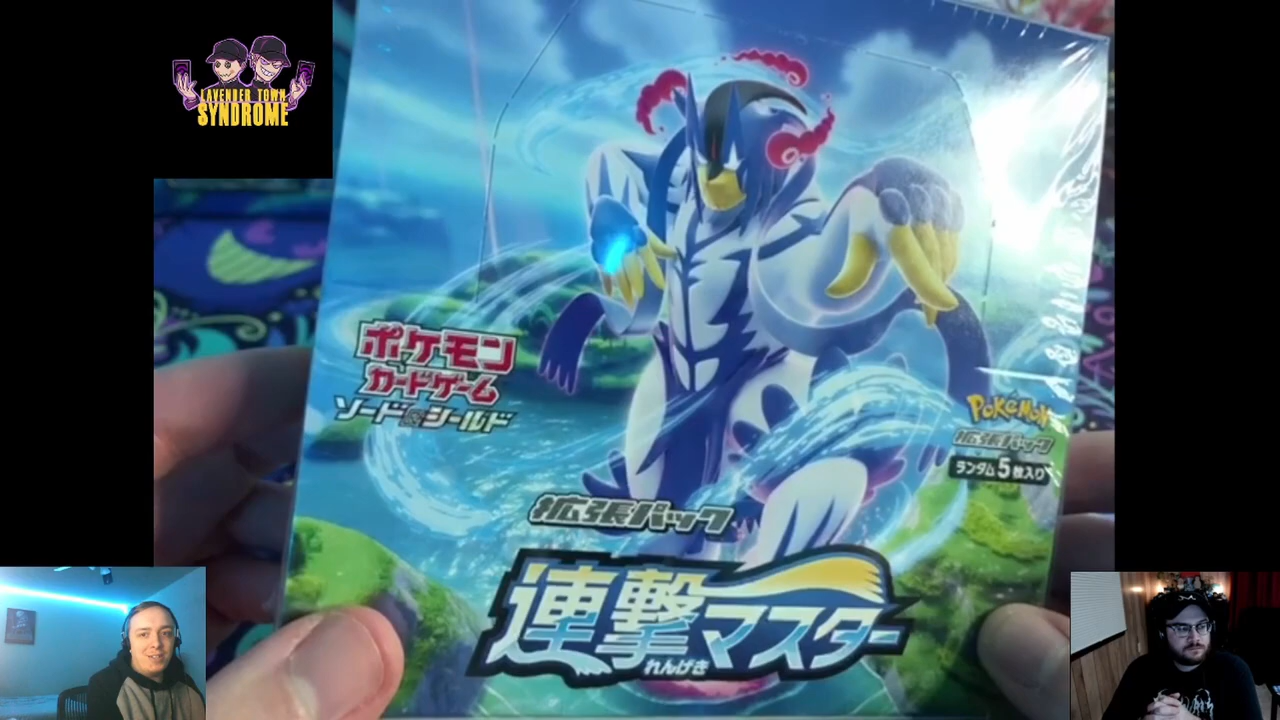 LAVENDER TOWN
SYNDROME
ポケモン
カードゲーム
ソード&シールド
POKéMON
拡張パック
ランダム5枚入り
拡張パック
連撃マスター
れんげき